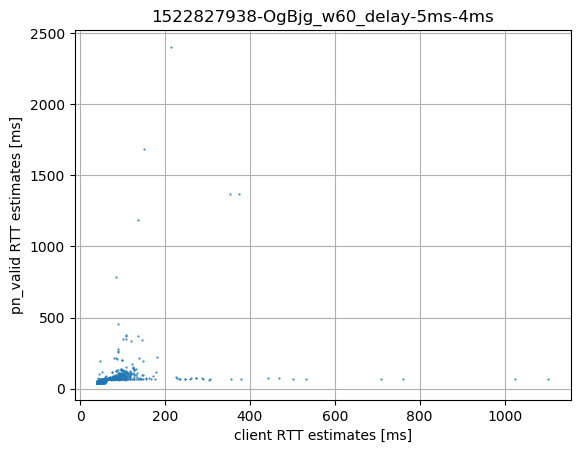 1522827938-OgBjg_w60_delay-5ms-4ms
pn_valid RTT estimates [ms]
2500
2000
1500
1000
500
0
0 200 400 600 800 1000
client RTT estimates [ms]